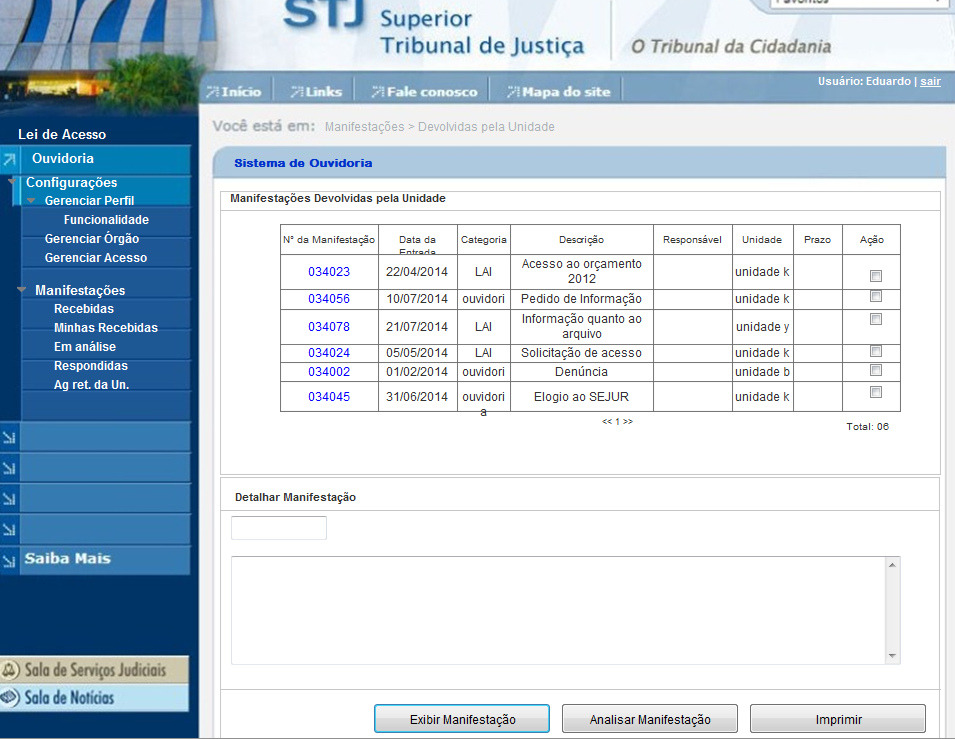 Favoritos
STJ
Superior
Tribunal de Justiça
O Tribunal da Cidadania
Início
Links
Fale conosco
Mapa do site
Usuário: Eduardo | sair
Você está em: Manifestações > Devolvidas pela Unidade
Lei de Acesso
Ouvidoria
Configurações
Gerenciar Perfil
Funcionalidade
Gerenciar Órgão
Gerenciar Acesso
Manifestações
Recebidas
Minhas Recebidas
Em análise
Respondidas
Ag ret. da Un.
Saiba Mais
Sala de Serviços Judiciais
Sala de Notícias
Sistema de Ouvidoria
Manifestações Devolvidas pela Unidade
N° da Manifestação Data da Entrada Categoria Descrição Responsável Unidade Prazo Ação
034023 22/04/2014 LAI Acesso ao orçamento 2012 unidade k
034056 10/07/2014 ouvidori Pedido de Informação unidade k
034078 21/07/2014 LAI Informação quanto ao arquivo unidade y
034024 05/05/2014 LAI Solicitação de acesso unidade k
034002 01/02/2014 ouvidori Denúncia unidade b
034045 31/06/2014 ouvidoria Elogio ao SEJUR unidade k
<< 1 >>
Total: 06
Detalhar Manifestação
Exibir Manifestação
Analisar Manifestação
Imprimir